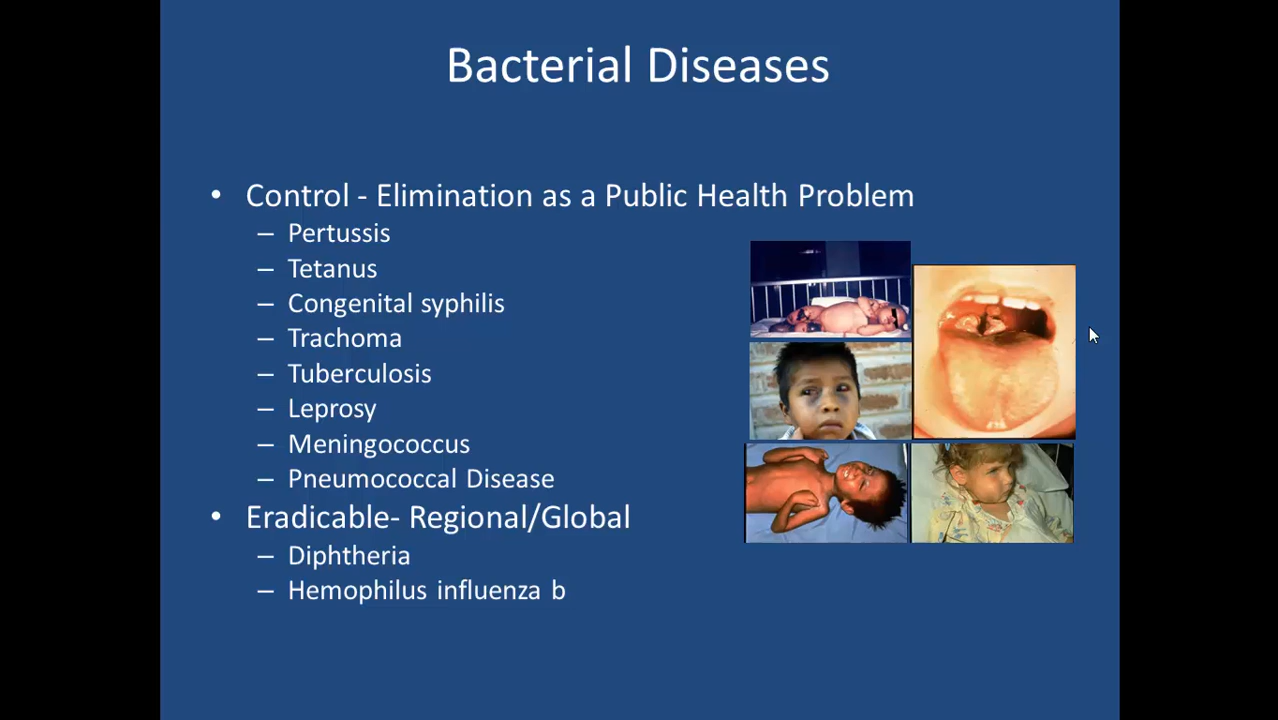 Bacterial Diseases
• Control - Elimination as a Public Health Problem
– Pertussis
– Tetanus
– Congenital syphilis
– Trachoma
– Tuberculosis
– Leprosy
– Meningococcus
– Pneumococcal Disease
• Eradicable- Regional/Global
– Diphtheria
– Hemophilus influenza b